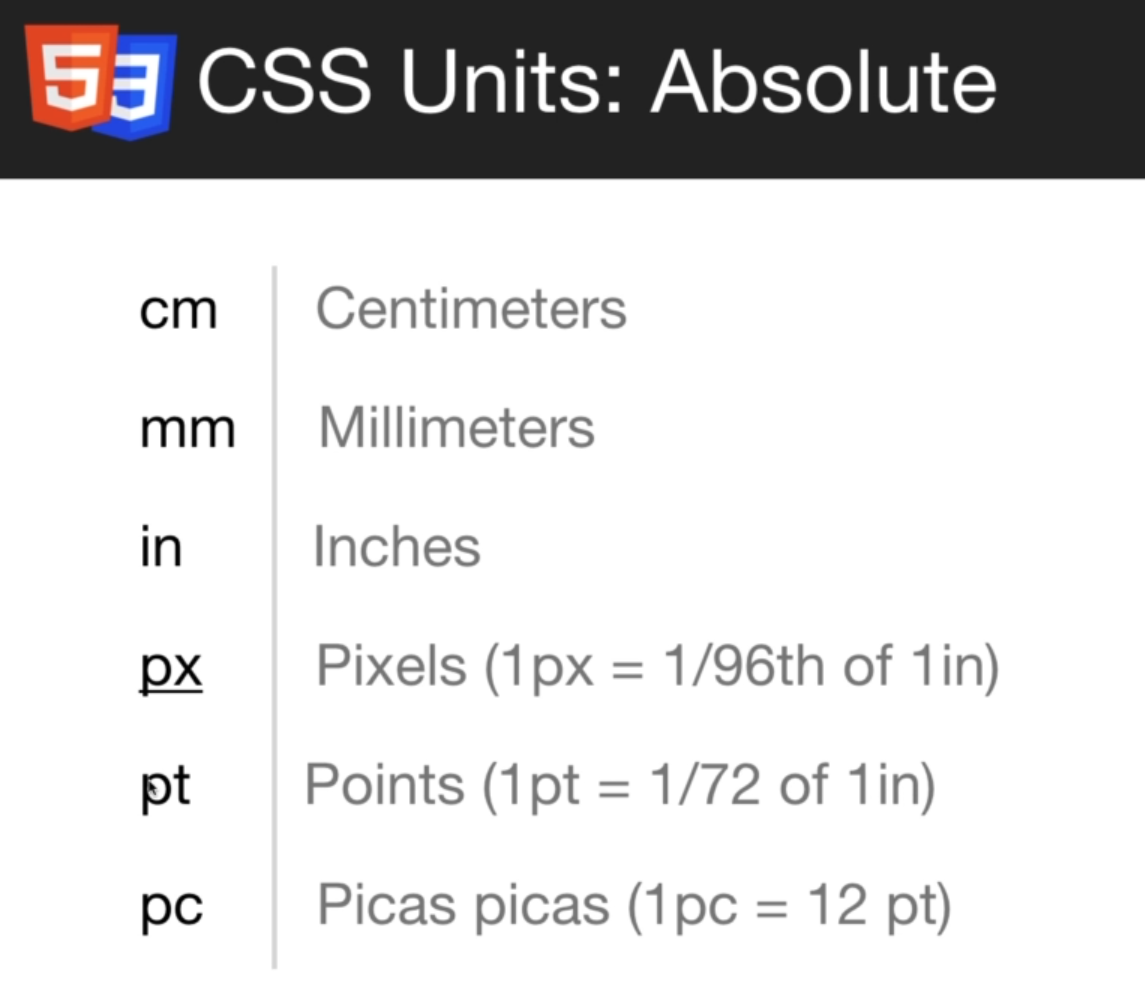 5 3 CSS Units: Absolute
cm Centimeters
mm Millimeters
in Inches
px Pixels (1px = 1/96th of 1in)
pt Points (1pt = 1/72 of 1in)
pc Picas picas (1pc = 12 pt)